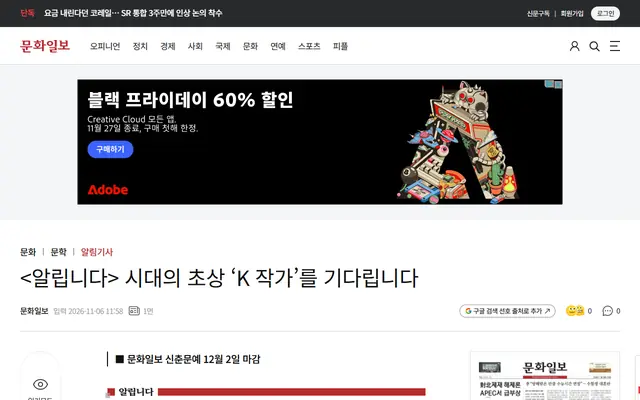 단독 요금 내린다던 코레일… SR 통합 3주만에 인상 논의 착수
신문구독 | 회원가입 로그인
문화일보 오피니언 정치 경제 사회 국제 문화 연예 스포츠 피플
블랙 프라이데이 60% 할인
Creative Cloud 모든 앱.
11월 27일 종료, 구매 첫해 한정.
구매하기
Adobe
문화 | 문학 | 알림기사
<알립니다> 시대의 초상 ‘K 작가’를 기다립니다
문화일보 입력 2026-11-06 11:58 1면
G 구글 검색 선호 출처로 추가 ↗ 0 0
■ 문화일보 신춘문예 12월 2일 마감
알립니다
문화일보
對北제재 해제론